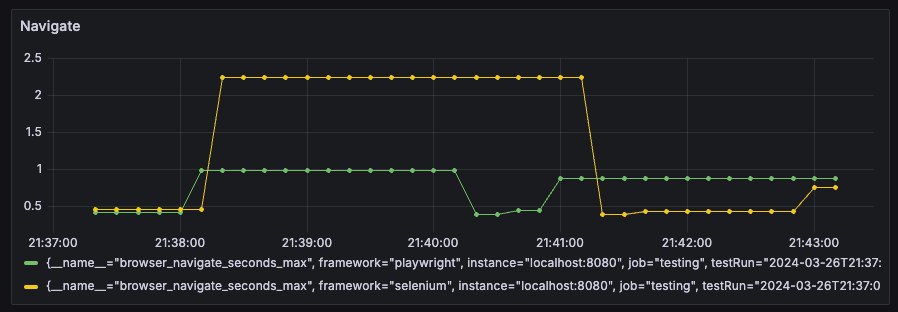 Navigate
2.5
2
1.5
1
0.5
21:37:00 21:38:00 21:39:00 21:40:00 21:41:00 21:42:00 21:43:00
{__name__="browser_navigate_seconds_max", framework="playwright", instance="localhost:8080", job="testing", testRun="2024-03-26T21:37:
{__name__="browser_navigate_seconds_max", framework="selenium", instance="localhost:8080", job="testing", testRun="2024-03-26T21:37:0